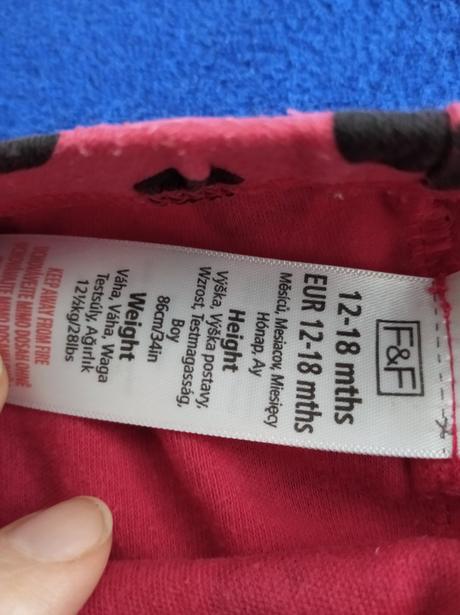 F&F
12-18 mths
EUR 12-18 mths
Měsíců, Mesiacov, Miesięcy
Hónap, Ay
Height
Výška, Výška postavy,
Wzrost, Testmagasság,
Boy
86cm/34in
Weight
Váha, Váha, Waga
Testsúly, Ağırlık
12½kg/28lbs
KEEP AWAY FROM FIRE